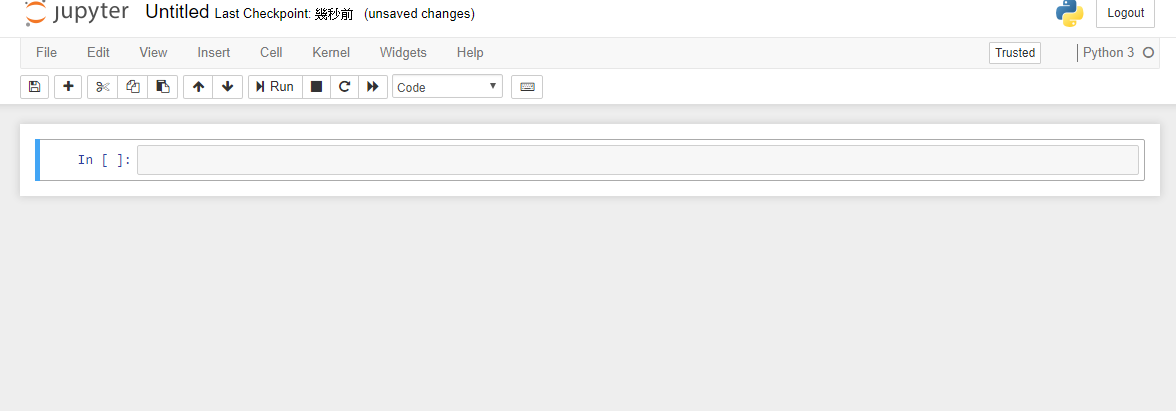 jupyter Untitled Last Checkpoint: 幾秒前 (unsaved changes) Logout
File Edit View Insert Cell Kernel Widgets Help Trusted Python 3
Run Code
In [ ]: